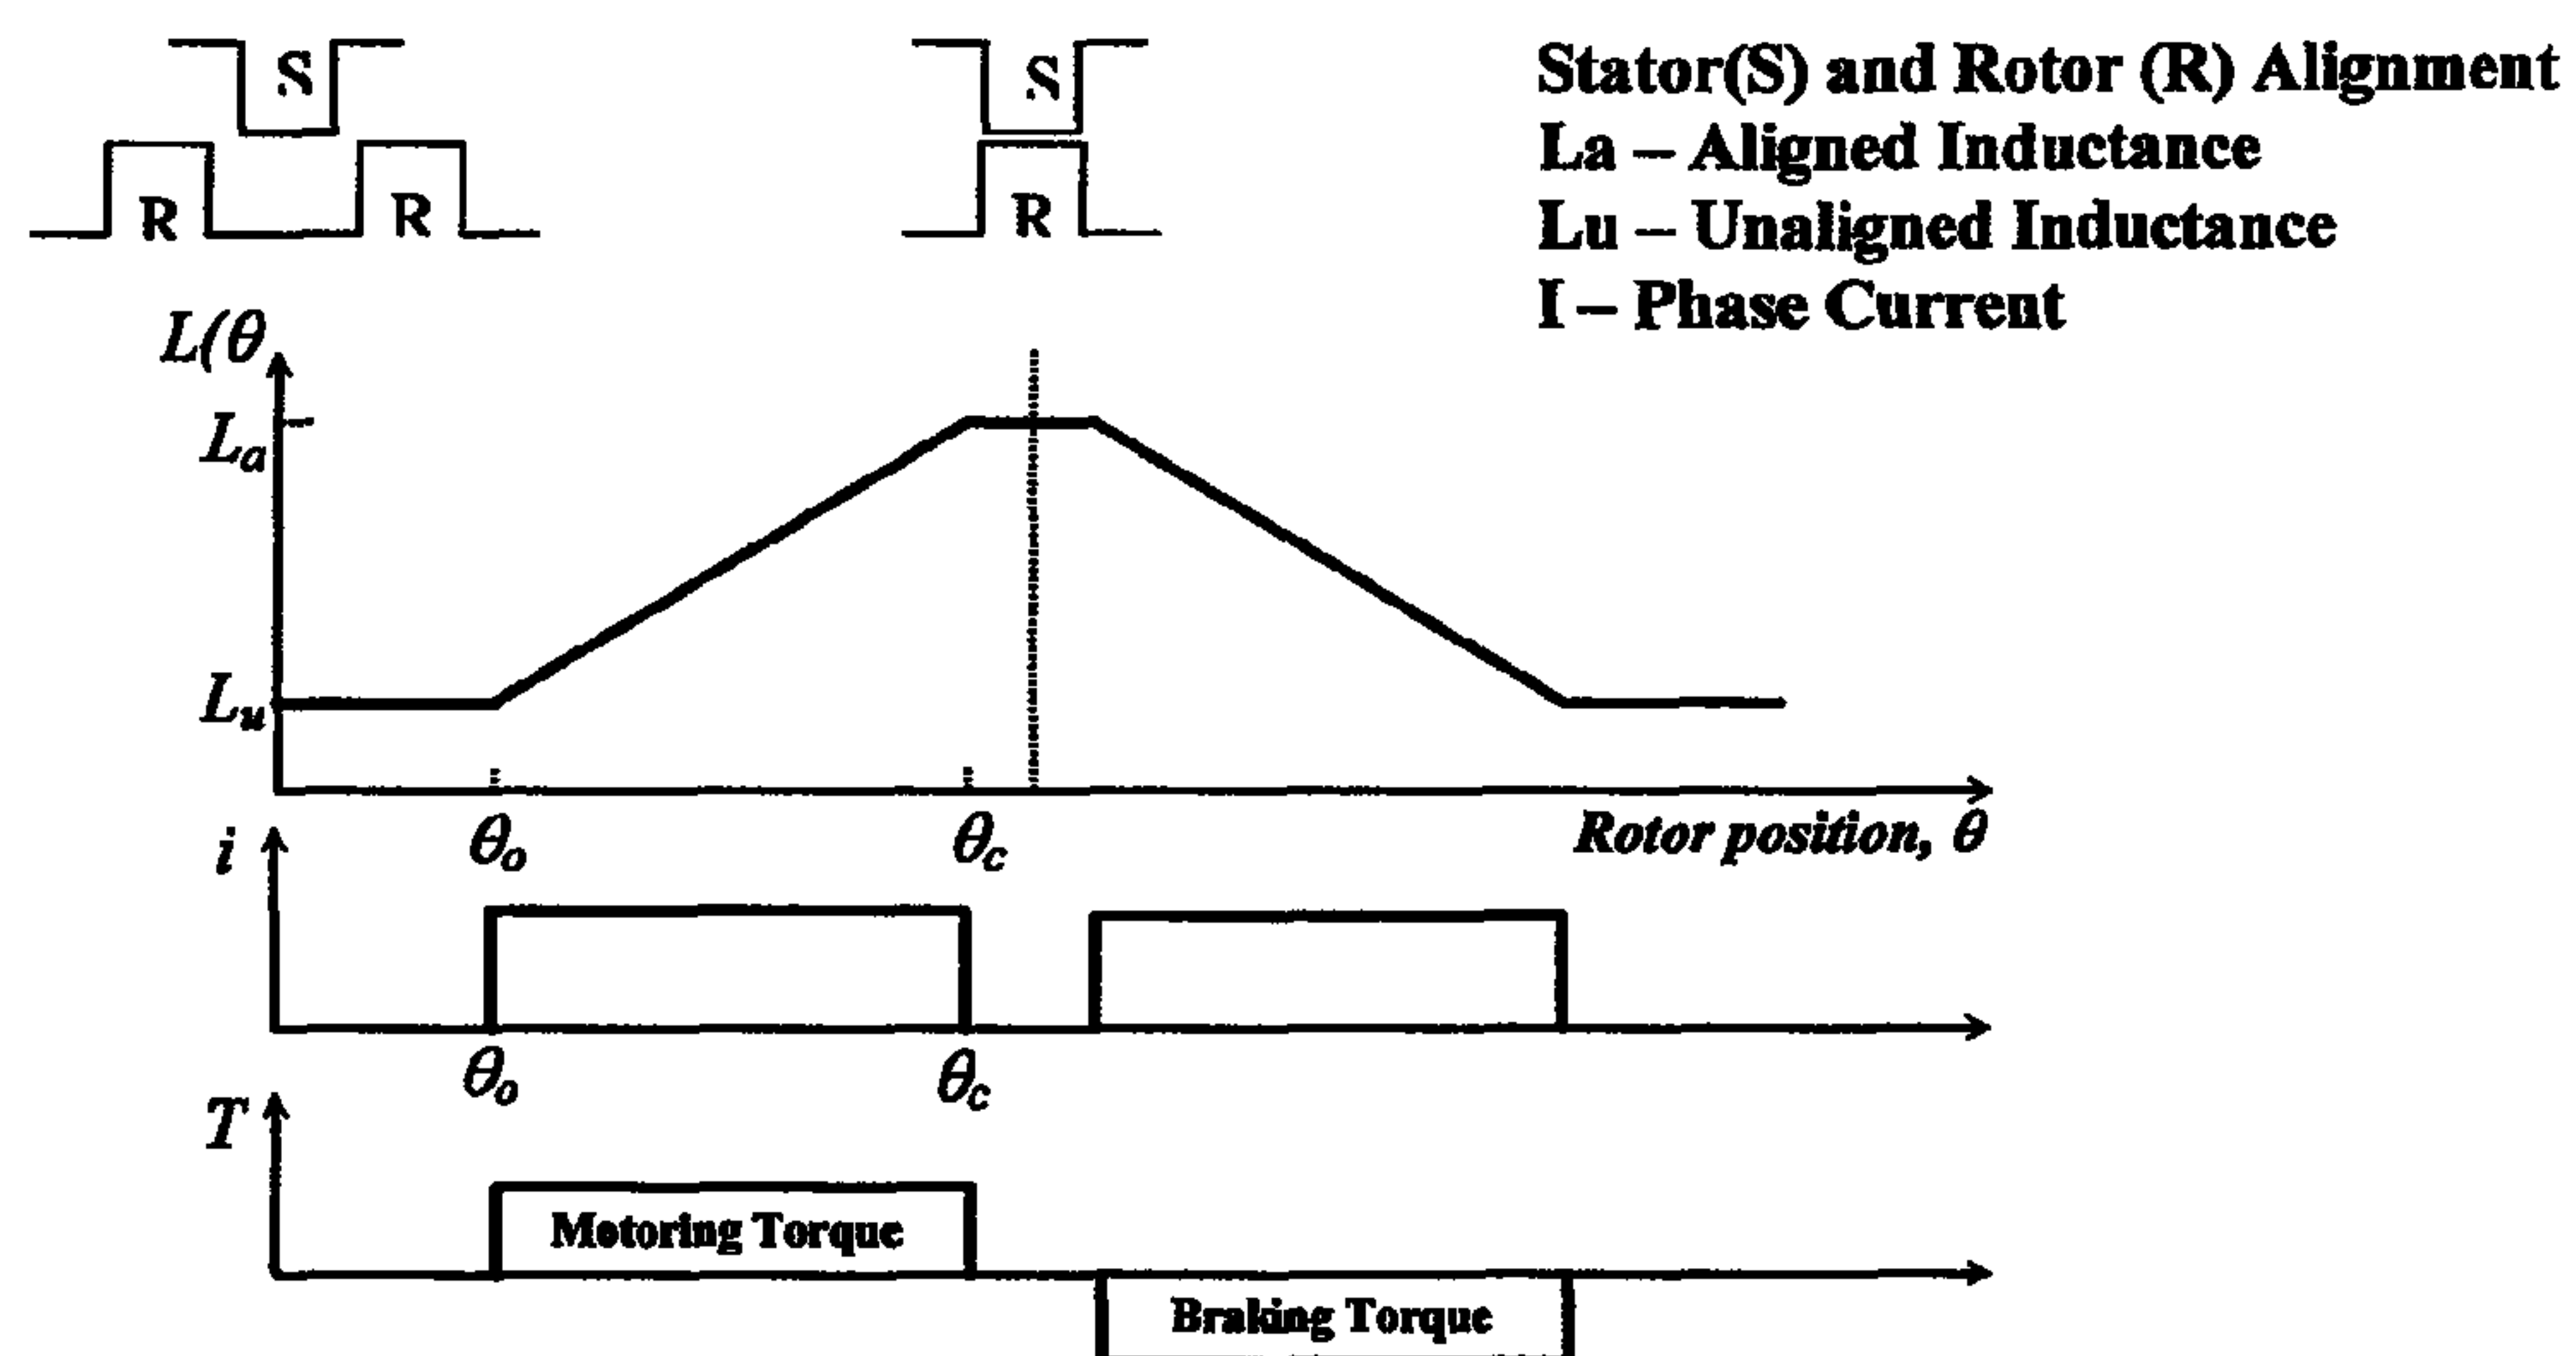 S
S
R
R
R
Stator(S) and Rotor (R) Alignment
La – Aligned Inductance
Lu – Unaligned Inductance
I – Phase Current
L(θ
La
Lu
θo
θc
Rotor position, θ
i
θo
θc
T
Motoring Torque
Braking Torque